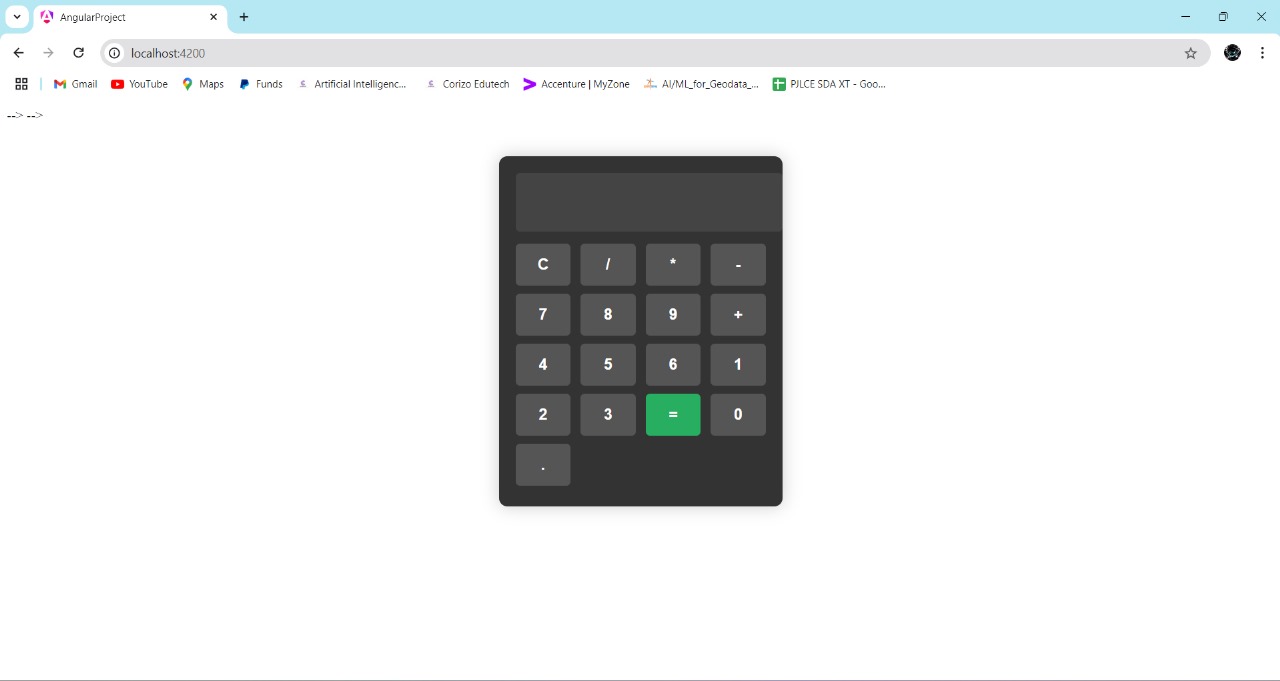 AngularProject
localhost:4200
Gmail YouTube Maps Funds Artificial Intelligenc... Corizo Edutech Accenture | MyZone AI/ML_for_Geodata_... PJLCE SDA XT - Goo...
--> -->
C / * -
7 8 9 +
4 5 6 1
2 3 = 0
.